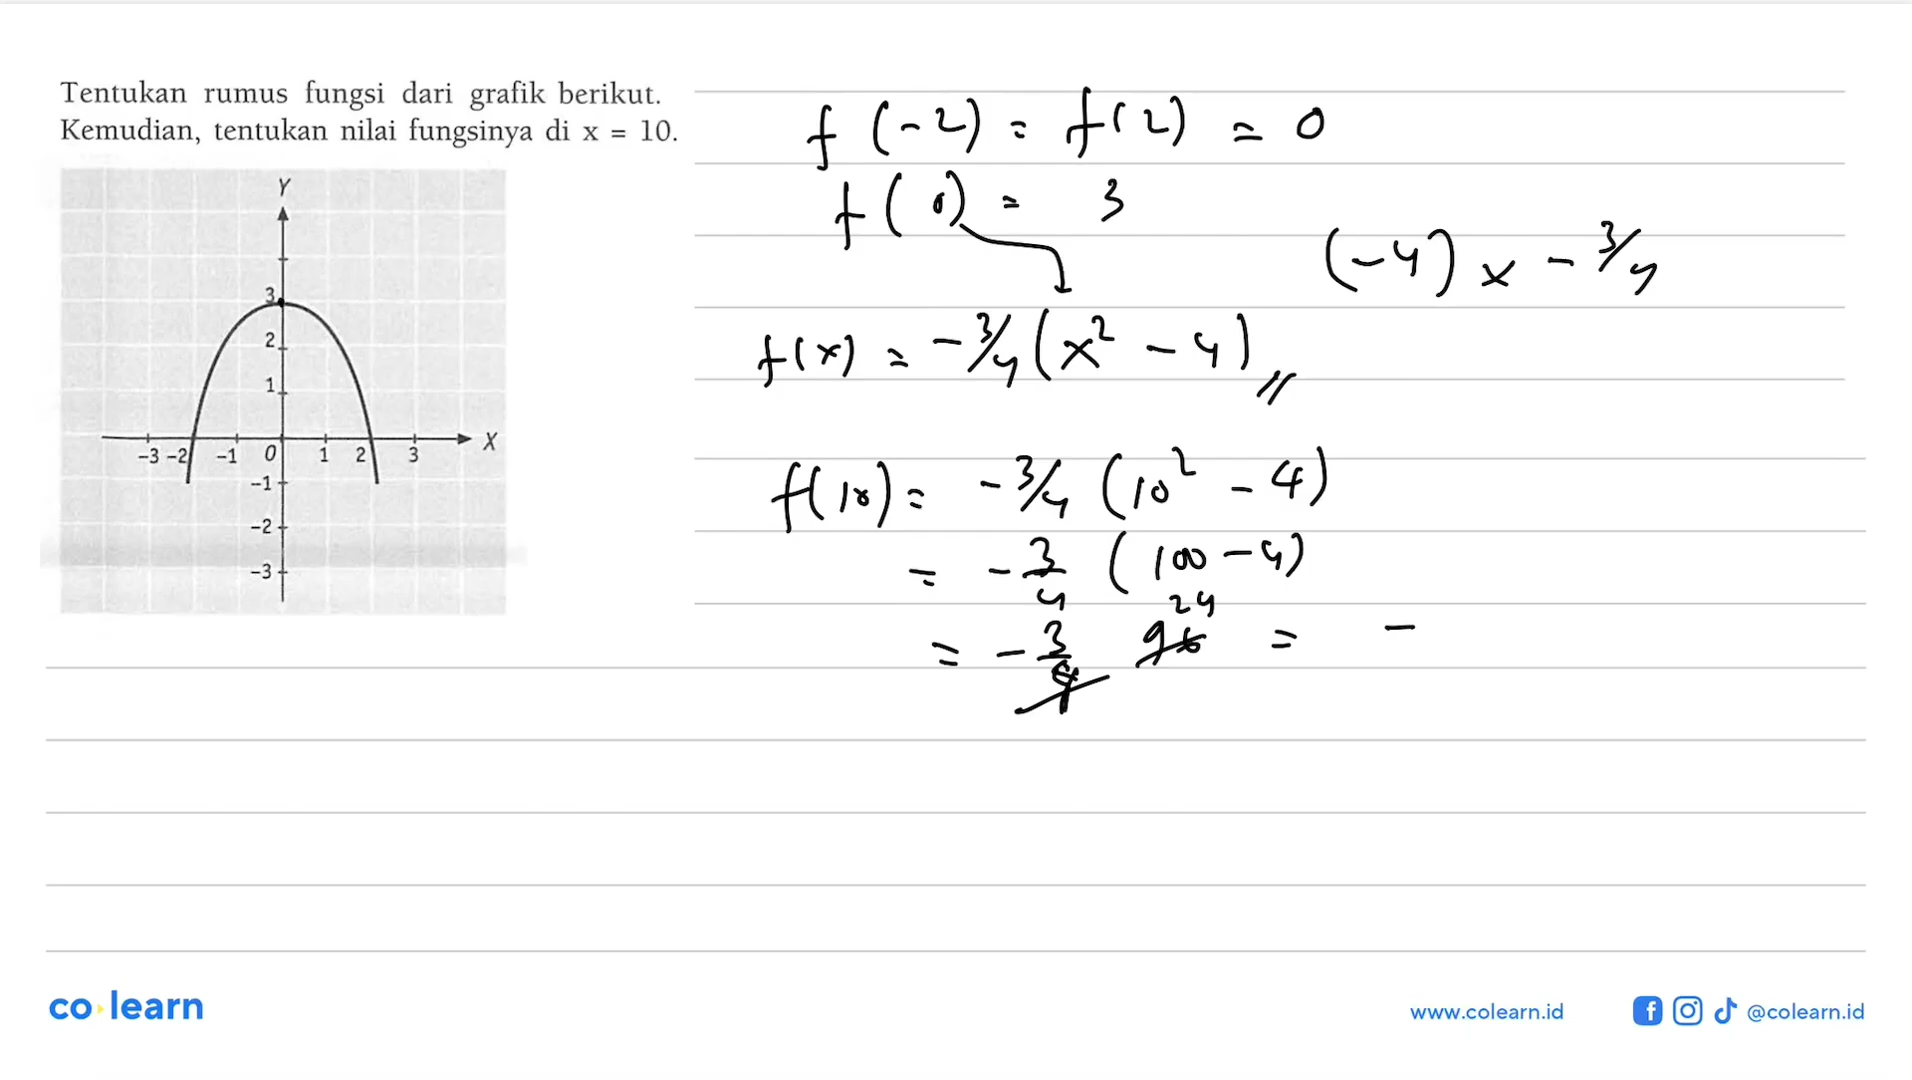 Tentukan rumus fungsi dari grafik berikut.
Kemudian, tentukan nilai fungsinya di x = 10.
Y
3
2
1
-3 -2 -1 0 1 2 3 X
-1
-2
-3
f(-2) = f(2) = 0
f(0) = 3
(-4) x - 3/4
f(x) = -3/4 (x² - 4) //
f(10) = -3/4 (10² - 4)
= -3/4 (100 - 4)
24
= -3/4 96 = -
co learn
www.colearn.id
@colearn.id